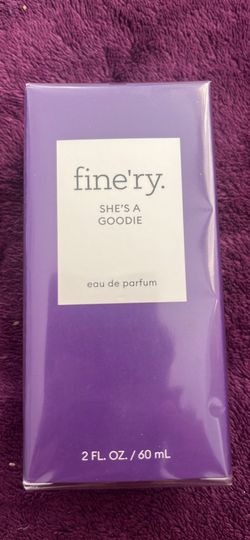 fine'ry.
SHE'S A
GOODIE
eau de parfum
2 FL. OZ. / 60 mL